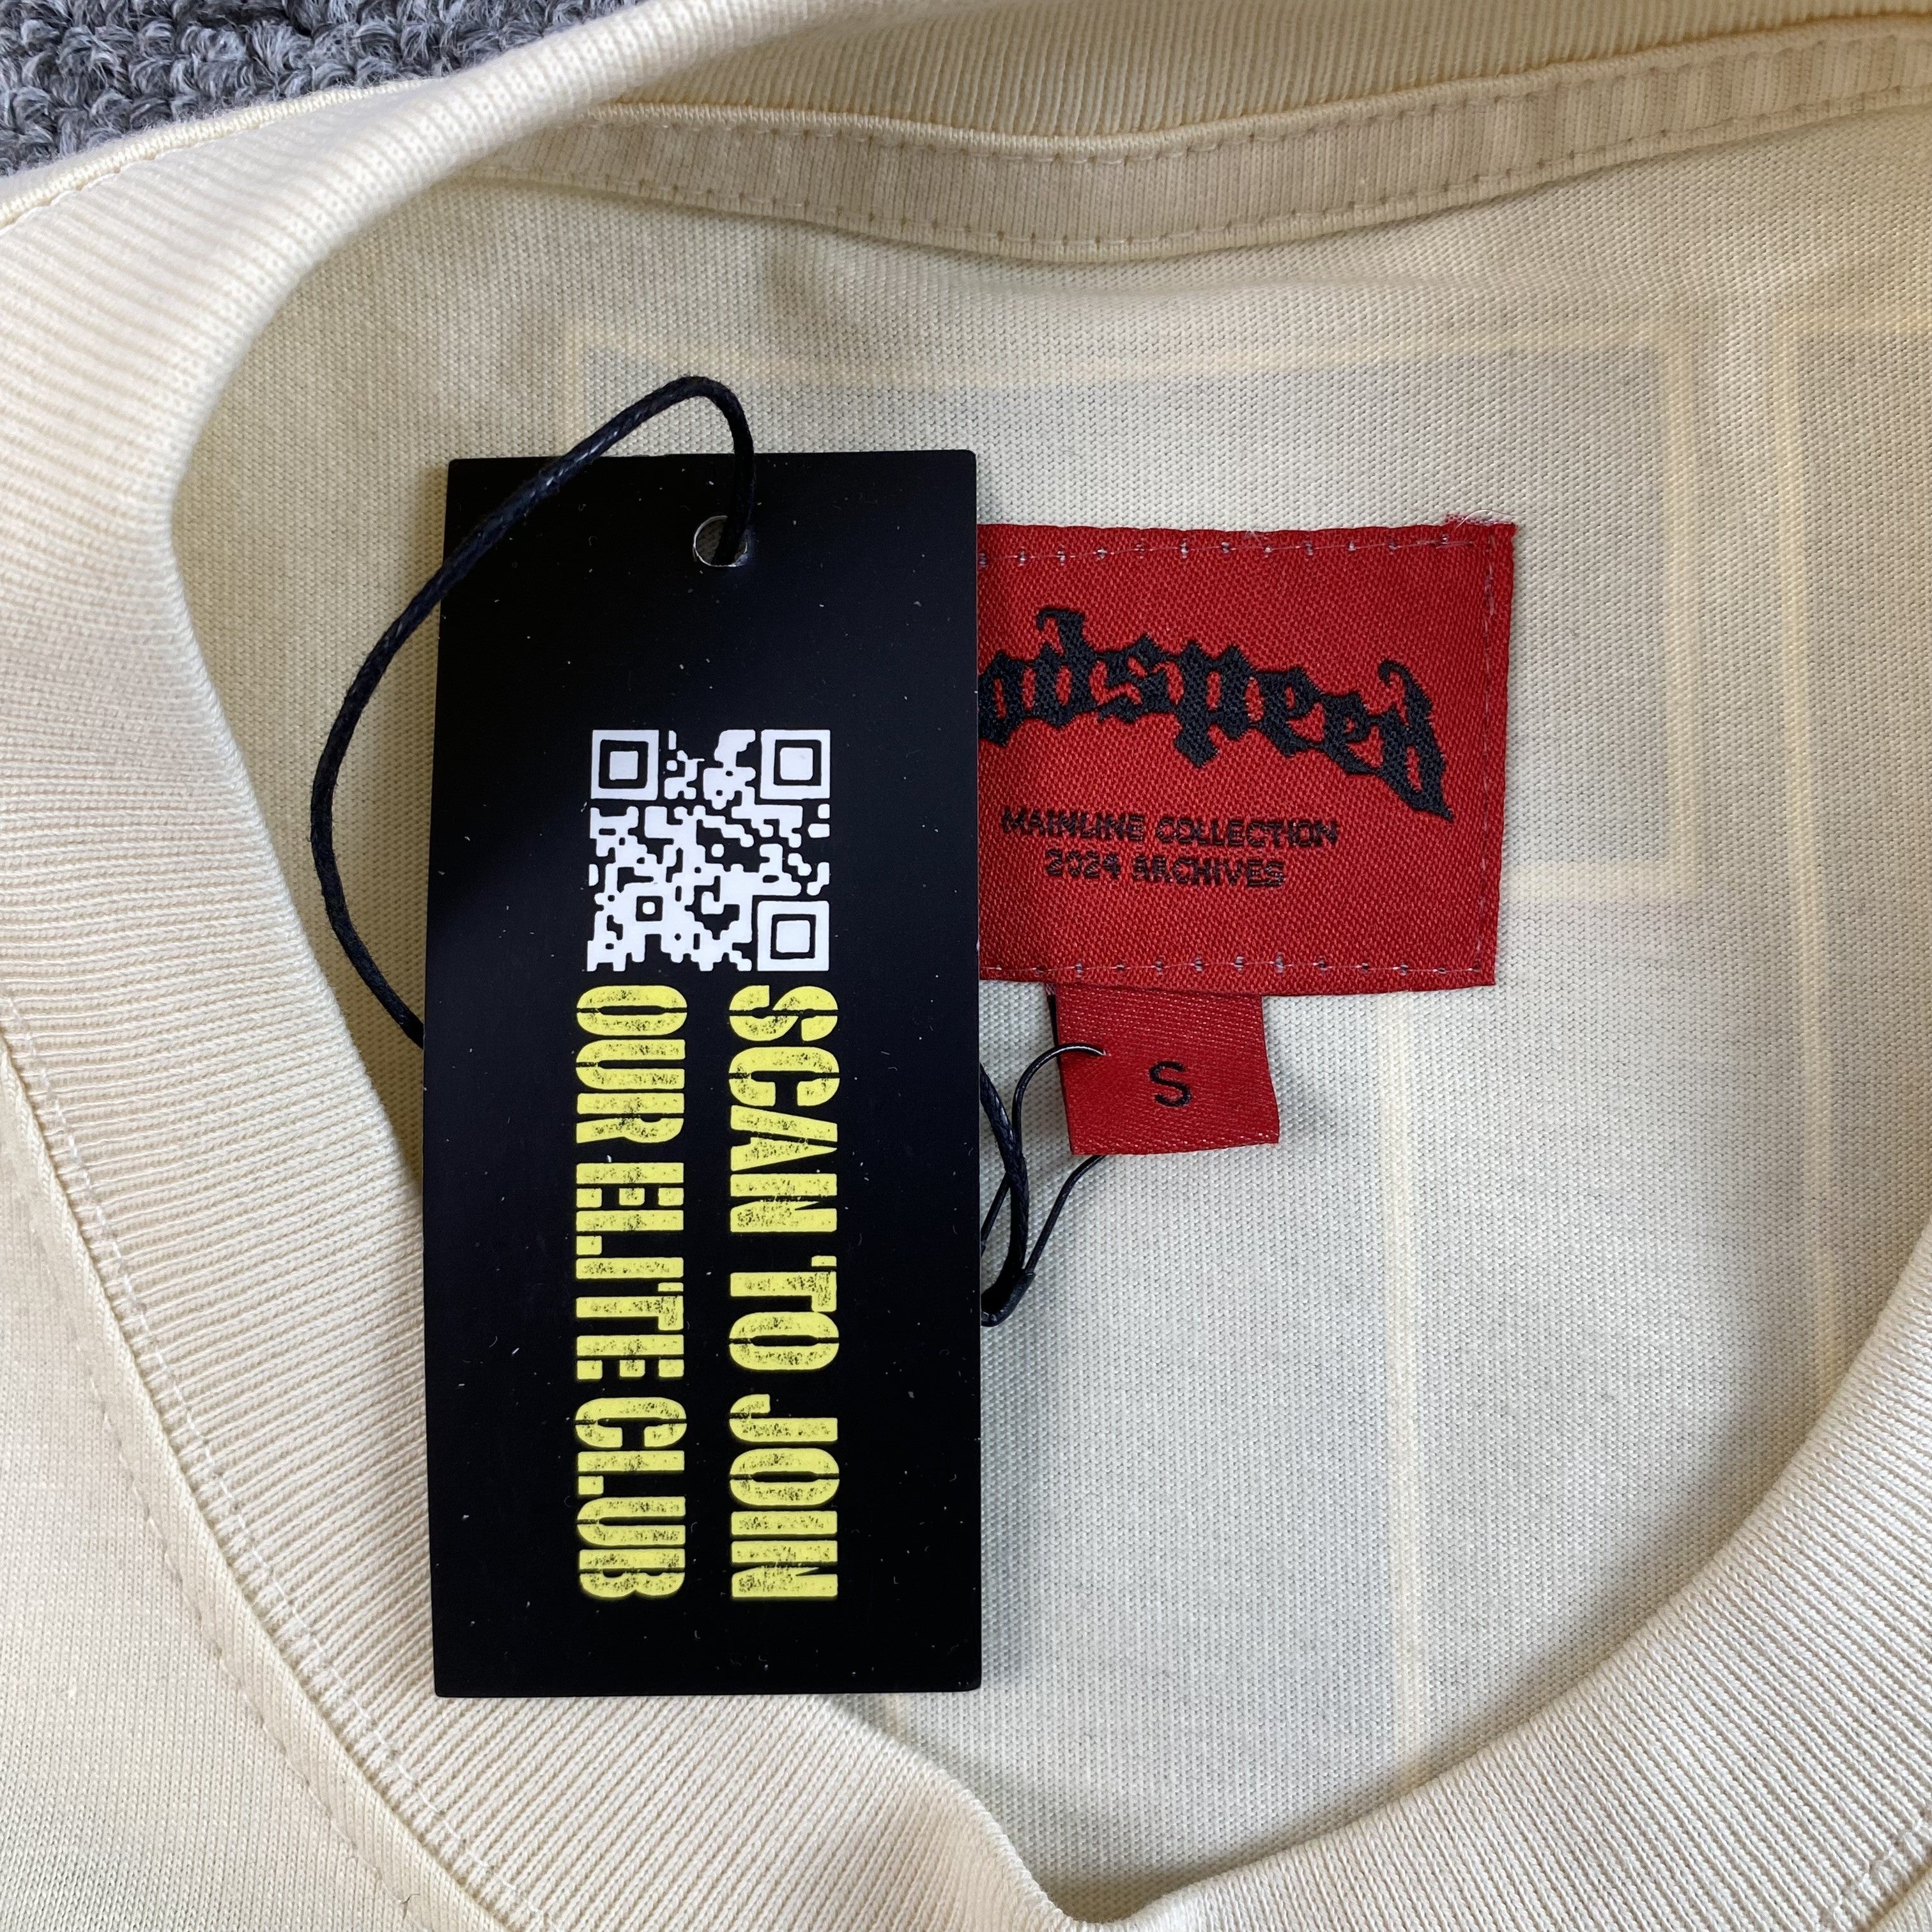 SCAN TO JOIN
OUR ELITE CLUB
odspeed
MAINLINE COLLECTION
2024 ARCHIVES
S